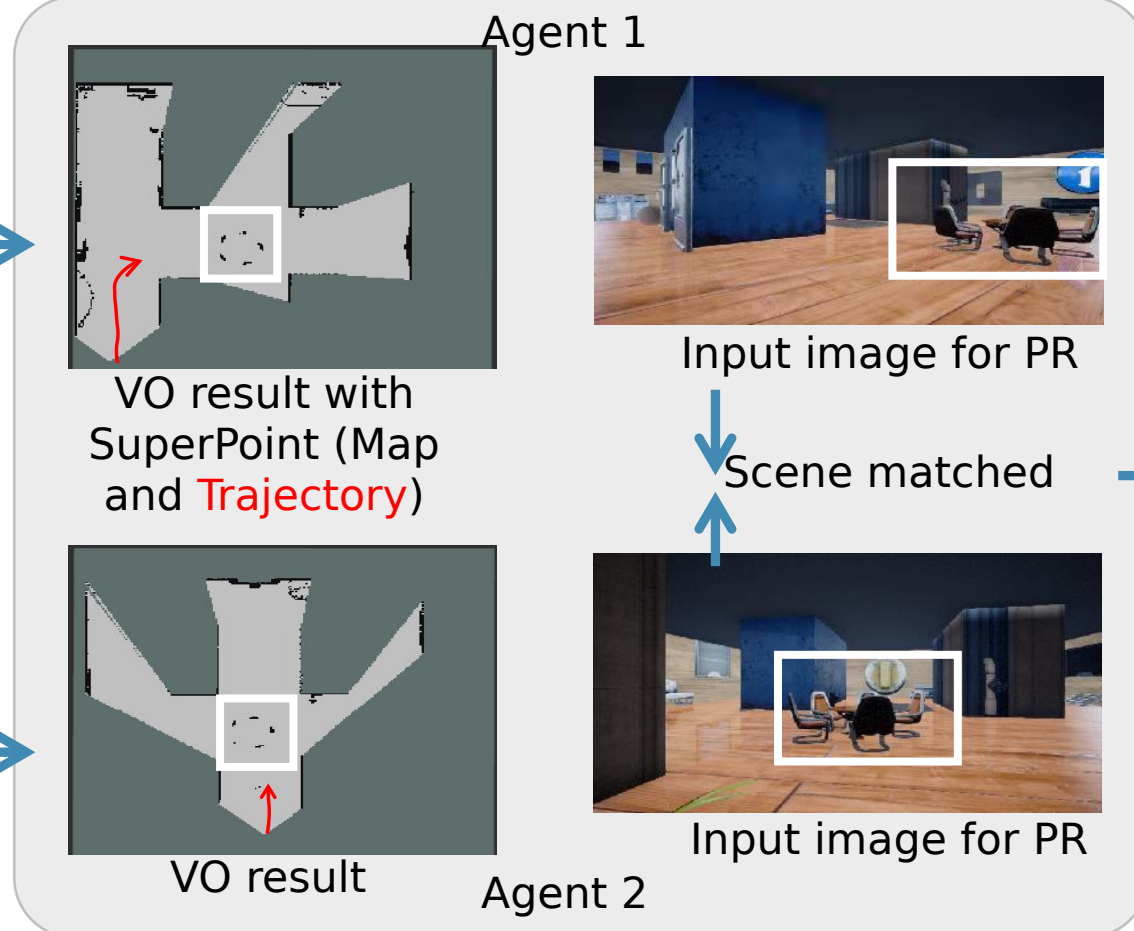 Agent 1
VO result with
SuperPoint (Map
and Trajectory)
Input image for PR
Scene matched
VO result
Input image for PR
Agent 2